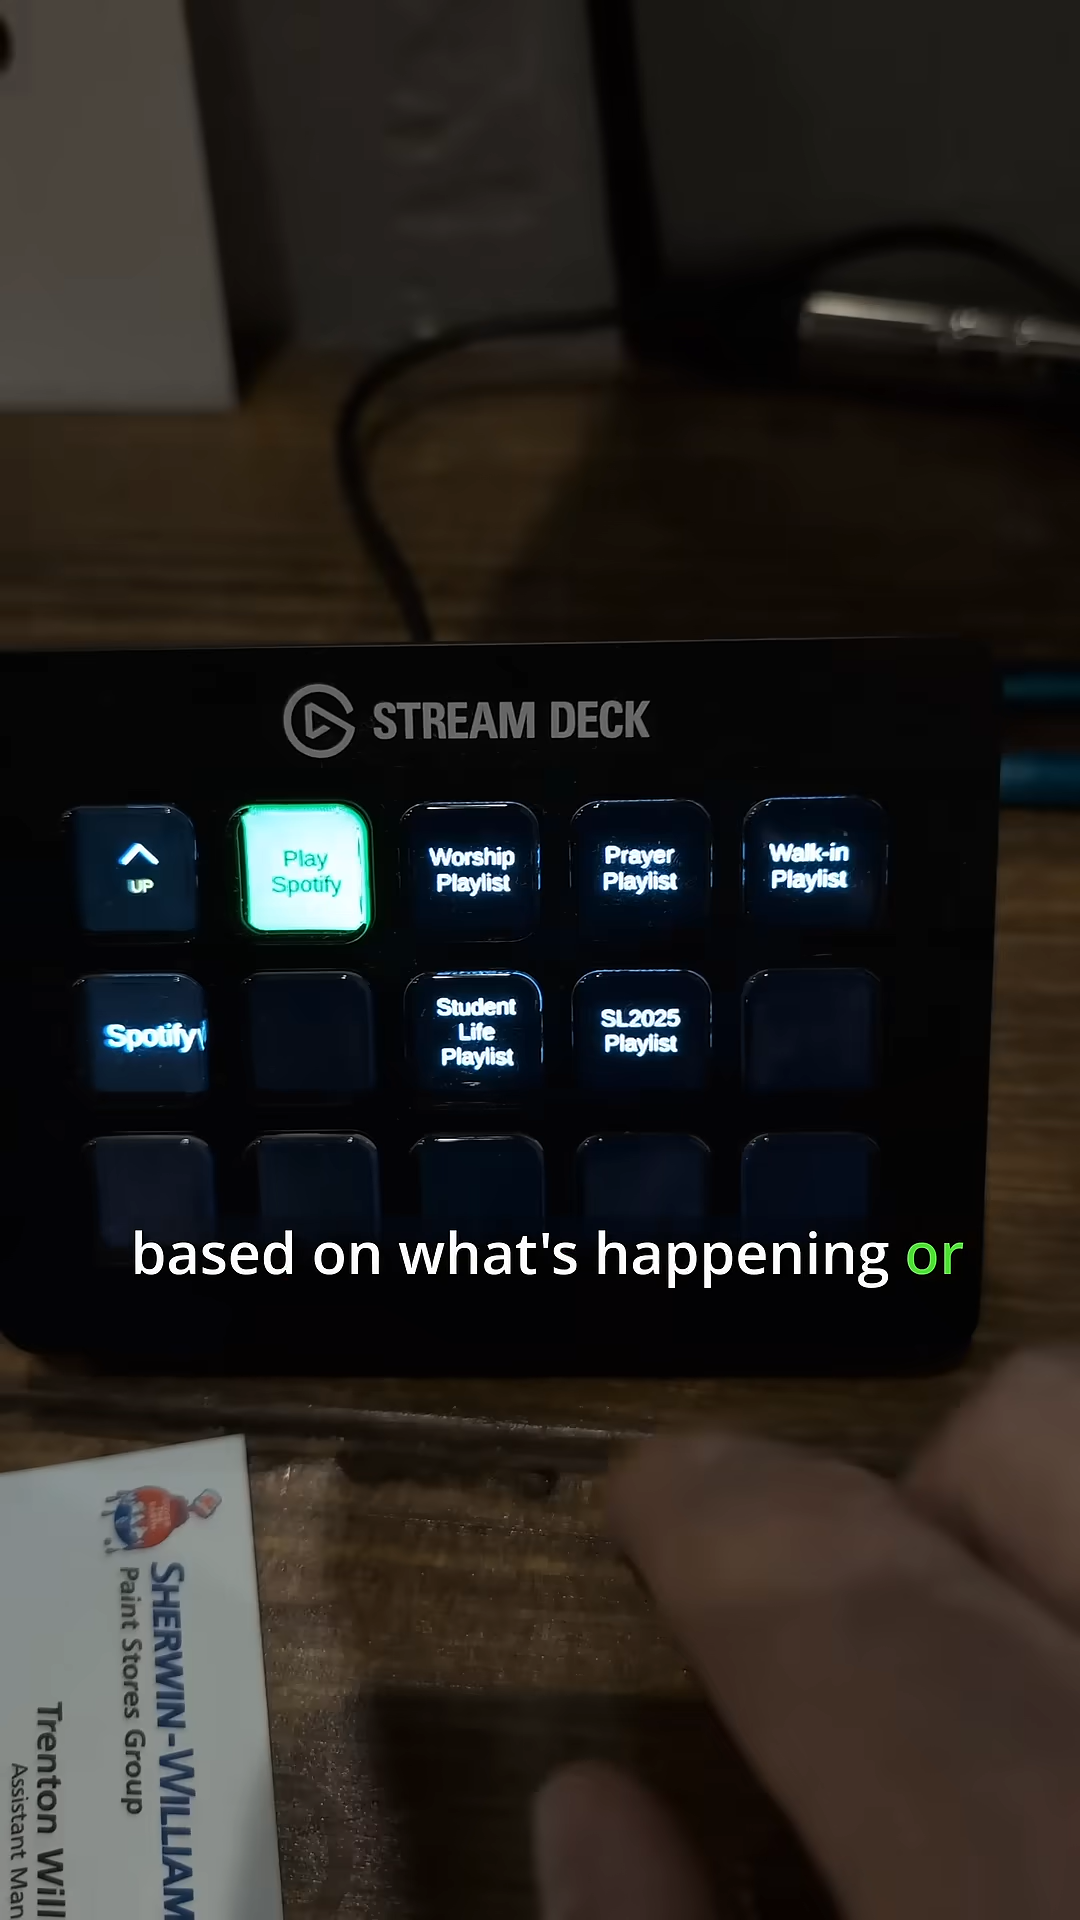 STREAM DECK
UP
Play
Spotify
Worship
Playlist
Prayer
Playlist
Walk-in
Playlist
Spotify
Student
Life
Playlist
SL2025
Playlist
based on what's happening or
SHERWIN-WILLIAM
Paint Stores Group
Trenton Will
Assistant Man